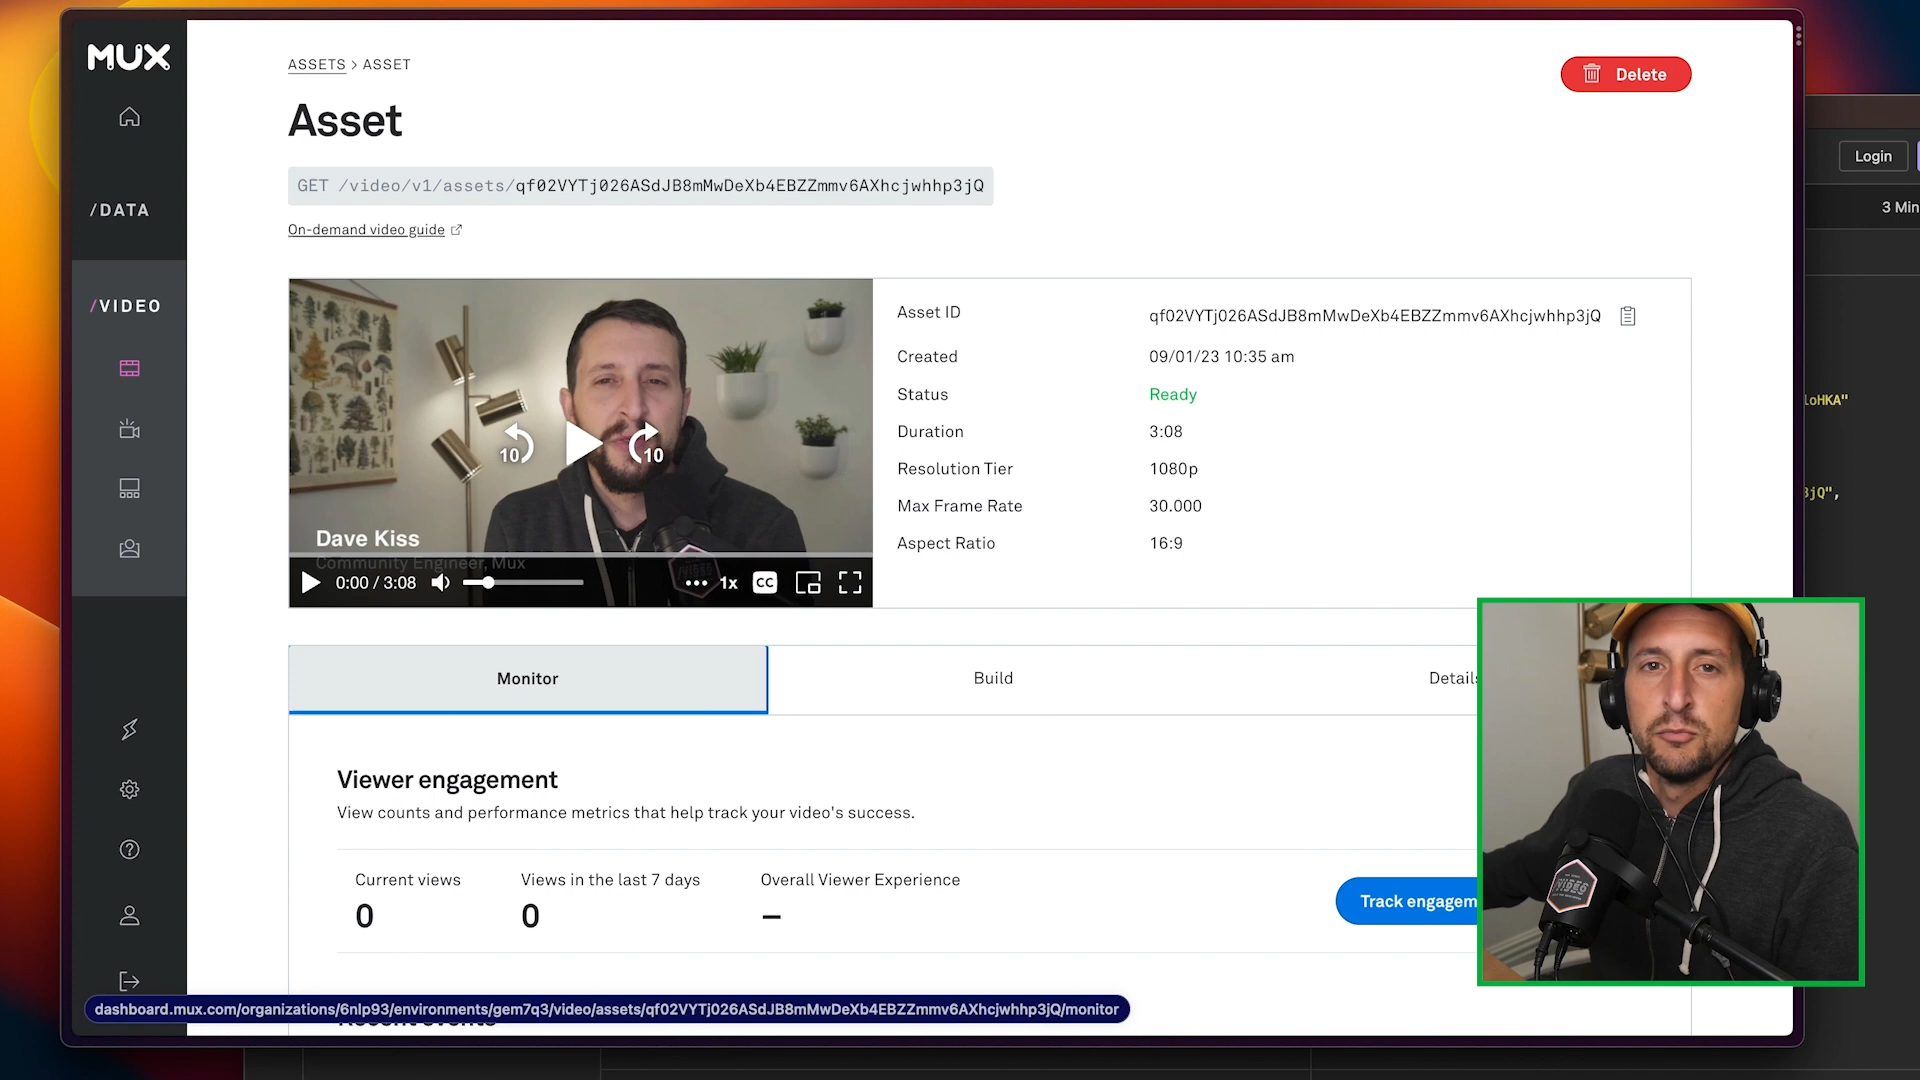 MUX
ASSETS > ASSET
Delete
Asset
GET /video/v1/assets/qf02VYTj026ASdJB8mMwDeXb4EBZZmmv6AXhcjwhhp3jQ
On-demand video guide
/DATA
/VIDEO
Login
3 Min
Asset ID
qf02VYTj026ASdJB8mMwDeXb4EBZZmmv6AXhcjwhhp3jQ
Created
09/01/23 10:35 am
Status
Ready
Duration
3:08
Resolution Tier
1080p
Max Frame Rate
30.000
Aspect Ratio
16:9
loHKA"
3jQ",
10
10
Dave Kiss
Community Engineer, Mux
0:00 / 3:08
1x
CC
Monitor
Build
Details
Viewer engagement
View counts and performance metrics that help track your video's success.
Current views
0
Views in the last 7 days
0
Overall Viewer Experience
–
Track engagem
VIDEO
dashboard.mux.com/organizations/6nlp93/environments/gem7q3/video/assets/qf02VYTj026ASdJB8mMwDeXb4EBZZmmv6AXhcjwhhp3jQ/monitor
Recent events